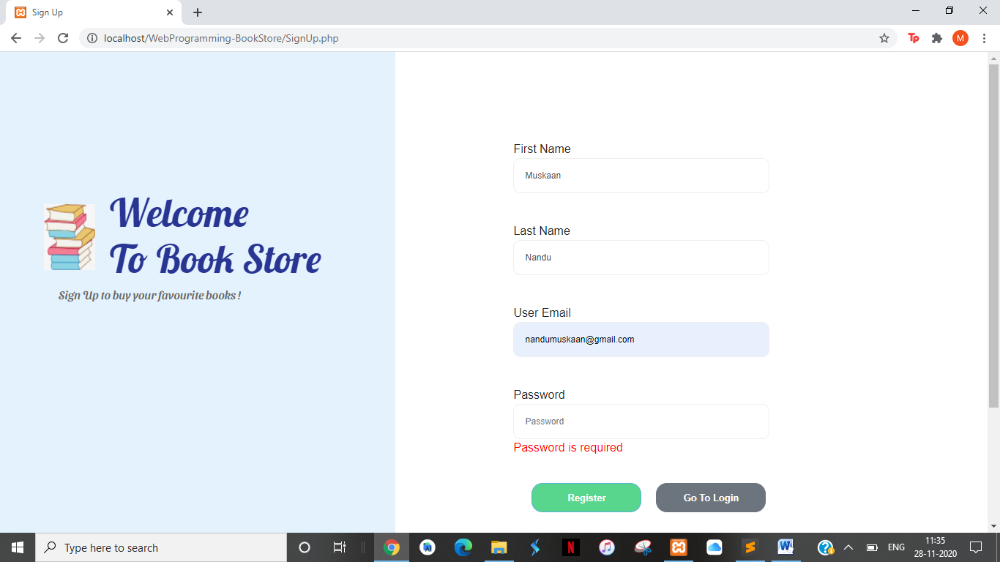 Sign Up
localhost/WebProgramming-BookStore/SignUp.php
Tp
M
Welcome
To Book Store
Sign Up to buy your favourite books !
First Name
Muskaan
Last Name
Nandu
User Email
nandumuskaan@gmail.com
Password
Password
Password is required
Register
Go To Login
Type here to search
N
W
ENG
11:35
28-11-2020